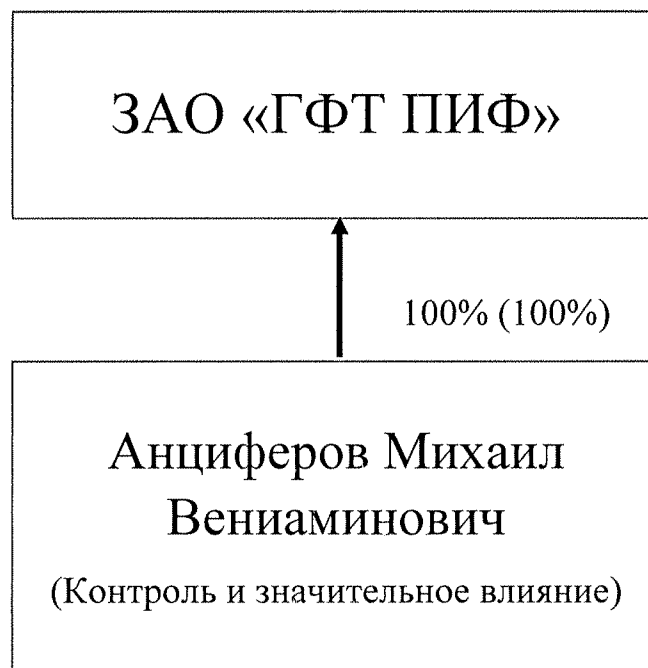 ЗАО «ГФТ ПИФ»
100% (100%)
Анциферов Михаил
Вениаминович
(Контроль и значительное влияние)